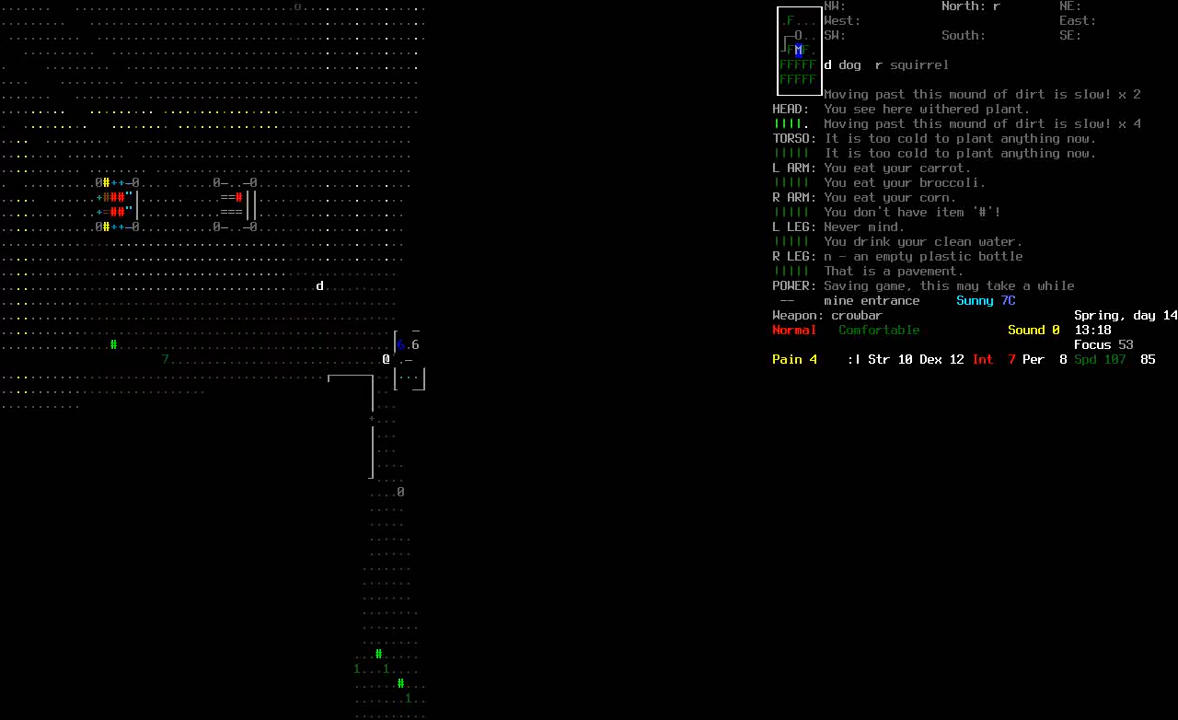 NW: North: r NE:
West: East:
SW: South: SE:
d dog r squirrel
Moving past this mound of dirt is slow! x 2
HEAD: You see here withered plant.
Moving past this mound of dirt is slow! x 4
TORSO: It is too cold to plant anything now.
It is too cold to plant anything now.
L ARM: You eat your carrot.
You eat your broccoli.
R ARM: You eat your corn.
You don't have item '#'!
L LEG: Never mind.
You drink your clean water.
R LEG: n - an empty plastic bottle
That is a pavement.
POWER: Saving game, this may take a while
-- mine entrance Sunny 7C
Weapon: crowbar Spring, day 14
Normal Comfortable Sound 0 13:18
Focus 53
Pain 4 :| Str 10 Dex 12 Int 7 Per 8 Spd 107 85